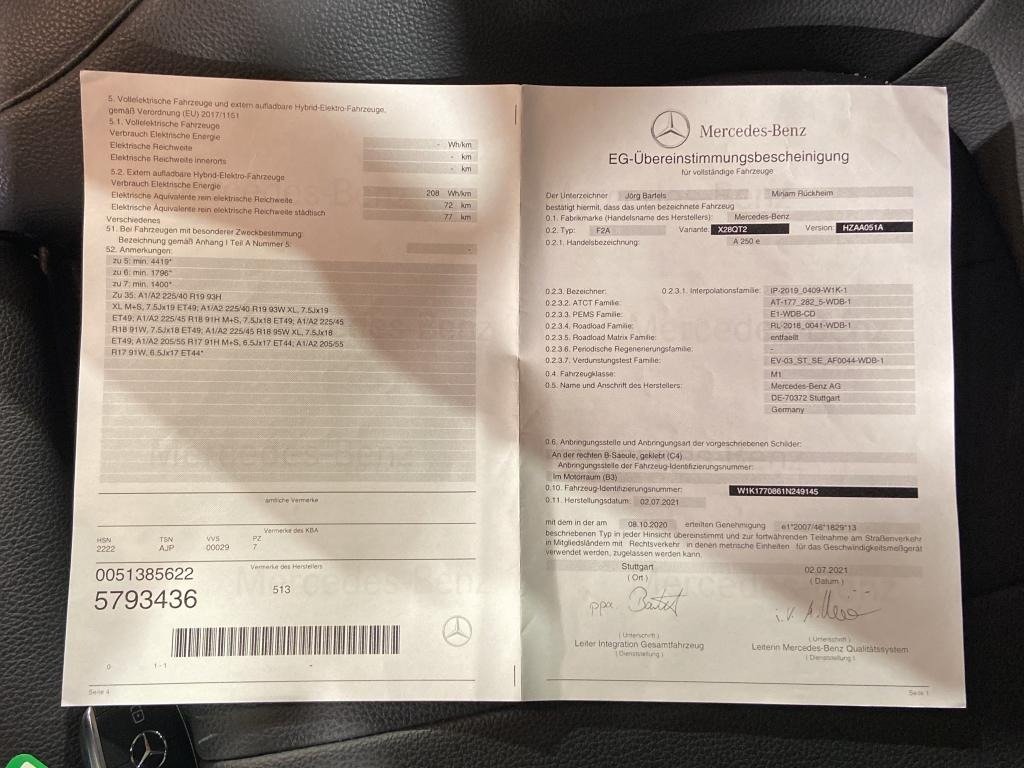 5. Vollelektrische Fahrzeuge und extern aufladbare Hybrid-Elektro-Fahrzeuge,
gemäß Verordnung (EU) 2017/1151
5.1. Vollelektrische Fahrzeuge
Verbrauch Elektrische Energie - Wh/km
Elektrische Reichweite - km
Elektrische Reichweite innerorts - km
5.2. Extern aufladbare Hybrid-Elektro-Fahrzeuge
Verbrauch Elektrische Energie 208 Wh/km
Elektrische Äquivalente rein elektrische Reichweite 72 km
Elektrische Äquivalente rein elektrische Reichweite städtisch 77 km
Verschiedenes
51. Bei Fahrzeugen mit besonderer Zweckbestimmung:
Bezeichnung gemäß Anhang I Teil A Nummer 5: -
52. Anmerkungen:
zu 5: min. 4419*
zu 6: min. 1796*
zu 7: min. 1400*
Zu 35: A1/A2 225/40 R19 93H
XL M+S, 7.5Jx19 ET49; A1/A2 225/40 R19 93W XL, 7.5Jx19
ET49; A1/A2 225/45 R18 91H M+S, 7.5Jx18 ET49; A1/A2 225/45
R18 91W, 7.5Jx18 ET49; A1/A2 225/45 R18 95W XL, 7.5Jx18
ET49; A1/A2 205/55 R17 91H M+S, 6.5Jx17 ET44; A1/A2 205/55
R17 91W, 6.5Jx17 ET44*
amtliche Vermerke
Vermerke des KBA
HSN TSN VVS PZ
2222 AJP 00029 7
Vermerke des Herstellers
0051385622
5793436 513
0 1 - 1 -
Seite 4
Mercedes-Benz
EG-Übereinstimmungsbescheinigung
für vollständige Fahrzeuge
Der Unterzeichner Jörg Bartels Miriam Rückheim
bestätigt hiermit, dass das unten bezeichnete Fahrzeug
0.1. Fabrikmarke (Handelsname des Herstellers): Mercedes-Benz
0.2. Typ: F2A Variante: X28QT2 Version: HZAA051A
0.2.1. Handelsbezeichnung: A 250 e
0.2.3. Bezeichner: 0.2.3.1. Interpolationsfamilie: IP-2019_0409-W1K-1
0.2.3.2. ATCT Familie: AT-177_282_5-WDB-1
0.2.3.3. PEMS Familie: E1-WDB-CD
0.2.3.4. Roadload Familie: RL-2018_0041-WDB-1
0.2.3.5. Roadload Matrix Familie: entfaellt
0.2.3.6. Periodische Regenerierungsfamilie: -
0.2.3.7. Verdunstungstest Familie: EV-03_ST_SE_AF0044-WDB-1
0.4. Fahrzeugklasse: M1
0.5. Name und Anschrift des Herstellers: Mercedes-Benz AG
DE-70372 Stuttgart
Germany
0.6. Anbringungsstelle und Anbringungsart der vorgeschriebenen Schilder:
An der rechten B-Saeule, geklebt (C4)
Anbringungsstelle der Fahrzeug-Identifizierungsnummer:
Im Motorraum (B3)
0.10. Fahrzeug-Identifizierungsnummer: W1K1770861N249145
0.11. Herstellungsdatum: 02.07.2021
mit dem in der am 08.10.2020 erteilten Genehmigung e1*2007/46*1829*13
beschriebenen Typ in jeder Hinsicht übereinstimmt und zur fortwährenden Teilnahme am Straßenverkehr
in Mitgliedsländern mit Rechtsverkehr in denen metrische Einheiten für das Geschwindigkeitsmeßgerät
verwendet werden, zugelassen werden kann.
Stuttgart 02.07.2021
( Ort ) ( Datum )
ppa.
( Unterschrift ) ( Unterschrift )
Leiter Integration Gesamtfahrzeug Leiterin Mercedes-Benz Qualitätssystem
( Dienststellung ) ( Dienststellung )
Seite 1